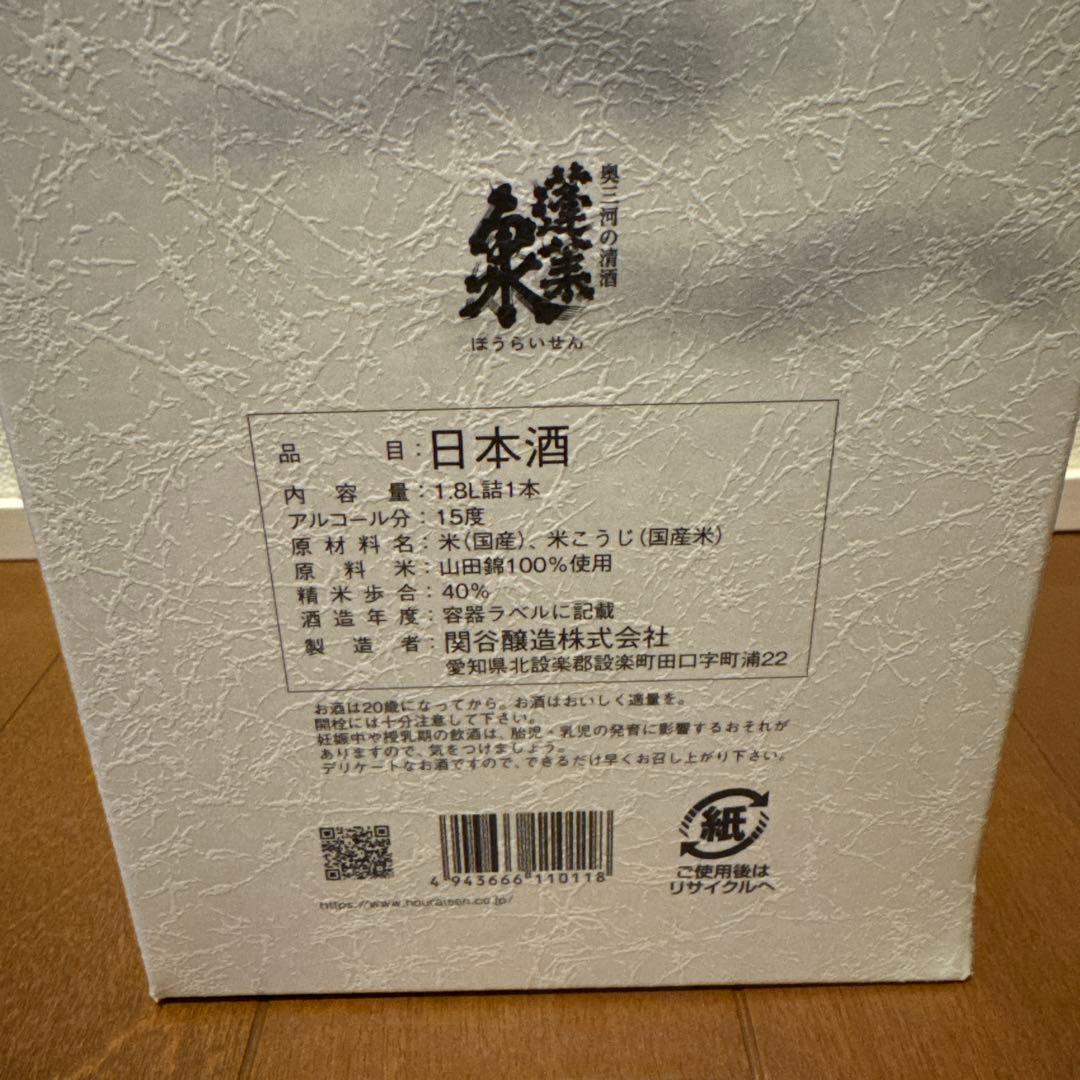 奥三河の清酒
蓬莱泉
ほうらいせん
品目：日本酒
内容量：1.8L詰1本
アルコール分：15度
原材料名：米（国産）、米こうじ（国産米）
原料米：山田錦100%使用
精米歩合：40%
酒造年度：容器ラベルに記載
製造者：関谷醸造株式会社
愛知県北設楽郡設楽町田口字町浦22
お酒は20歳になってから。お酒はおいしく適量を。
開栓には十分注意して下さい。
妊娠中や授乳期の飲酒は、胎児・乳児の発育に影響するおそれが
ありますので、気をつけましょう。
デリケートなお酒ですので、できるだけ早くお召し上がり下さい。
4 943666 110118
https://www.houraisen.co.jp/
紙
ご使用後は
リサイクルへ